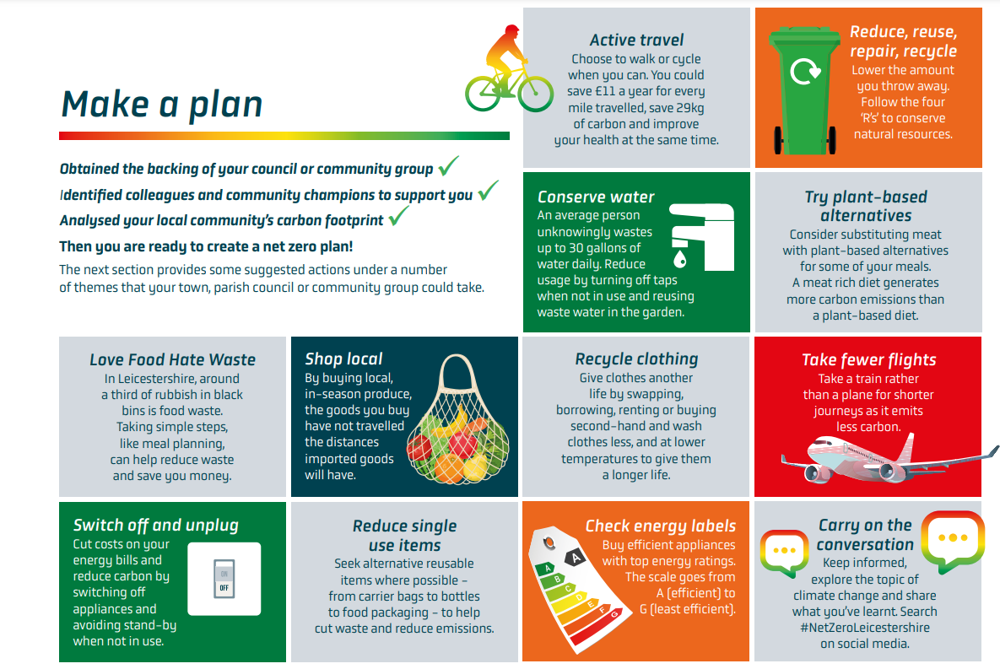 Make a plan
Obtained the backing of your council or community group
Identified colleagues and community champions to support you
Analysed your local community's carbon footprint
Then you are ready to create a net zero plan!
The next section provides some suggested actions under a number
of themes that your town, parish council or community group could take.
Active travel
Choose to walk or cycle
when you can. You could
save £11 a year for every
mile travelled, save 29kg
of carbon and improve
your health at the same time.
Reduce, reuse,
repair, recycle
Lower the amount
you throw away.
Follow the four
'R's' to conserve
natural resources.
Conserve water
An average person
unknowingly wastes
up to 30 gallons of
water daily. Reduce
usage by turning off taps
when not in use and reusing
waste water in the garden.
Try plant-based
alternatives
Consider substituting meat
with plant-based alternatives
for some of your meals.
A meat rich diet generates
more carbon emissions than
a plant-based diet.
Love Food Hate Waste
In Leicestershire, around
a third of rubbish in black
bins is food waste.
Taking simple steps,
like meal planning,
can help reduce waste
and save you money.
Shop local
By buying local,
in-season produce,
the goods you buy
have not travelled
the distances
imported goods
will have.
Recycle clothing
Give clothes another
life by swapping,
borrowing, renting or buying
second-hand and wash
clothes less, and at lower
temperatures to give them
a longer life.
Take fewer flights
Take a train rather
than a plane for shorter
journeys as it emits
less carbon.
Switch off and unplug
Cut costs on your
energy bills and
reduce carbon by
switching off
appliances and
avoiding stand-by
when not in use.
ON
OFF
Reduce single
use items
Seek alternative reusable
items where possible –
from carrier bags to bottles
to food packaging – to help
cut waste and reduce emissions.
Check energy labels
Buy efficient appliances
with top energy ratings.
The scale goes from
A (efficient) to
G (least efficient).
A
A
B
C
D
E
F
G
Carry on the
conversation
Keep informed,
explore the topic of
climate change and share
what you've learnt. Search
#NetZeroLeicestershire
on social media.